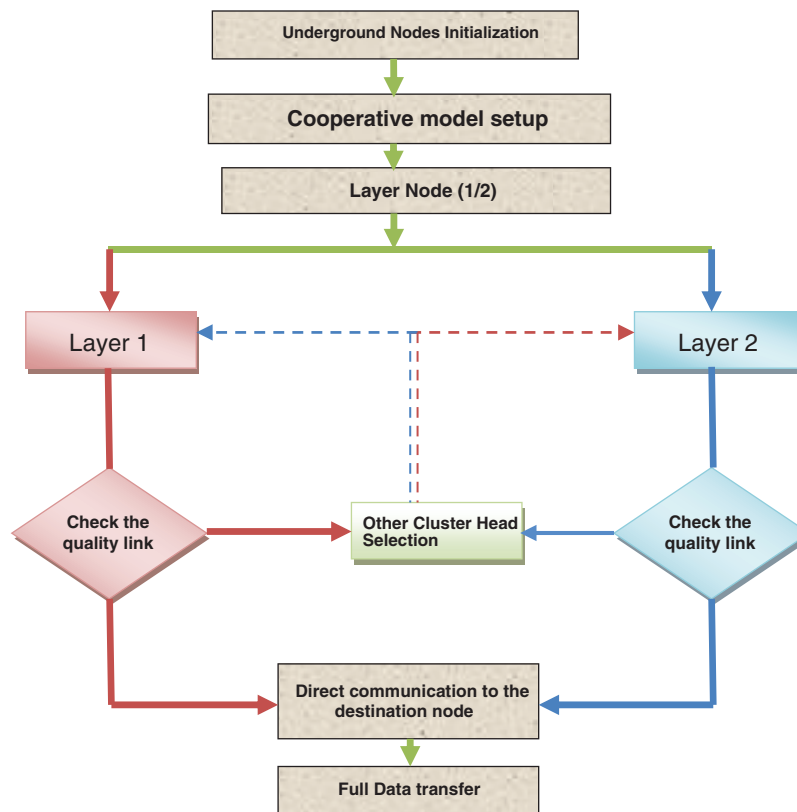 Underground Nodes Initialization
Cooperative model setup
Layer Node (1/2)
Layer 1
Layer 2
Check the
quality link
Other Cluster Head
Selection
Check the
quality link
Direct communication to the
destination node
Full Data transfer